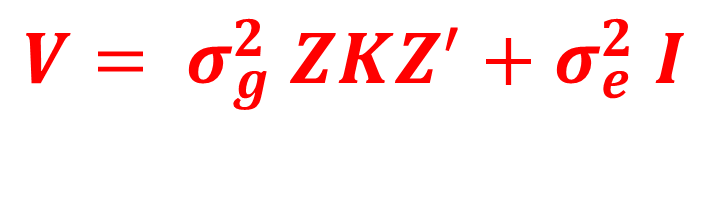 V = σ_g^2 ZKZ′ + σ_e^2 I